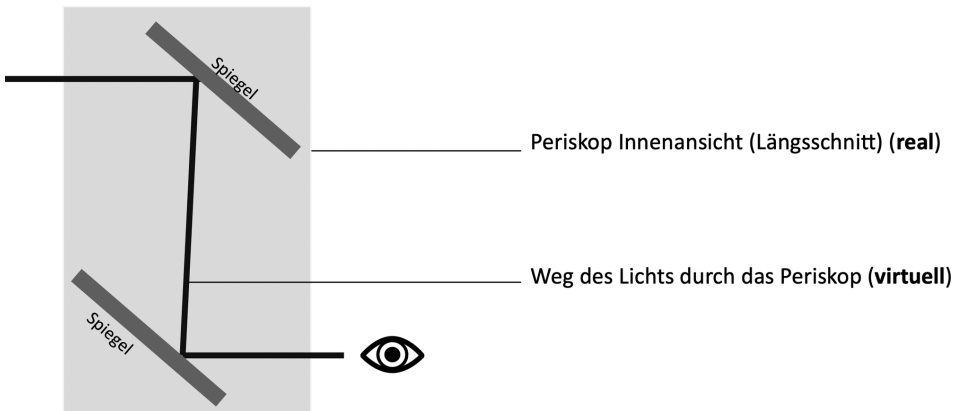 Spiegel
Periskop Innenansicht (Längsschnitt) (real)
Weg des Lichts durch das Periskop (virtuell)
Spiegel